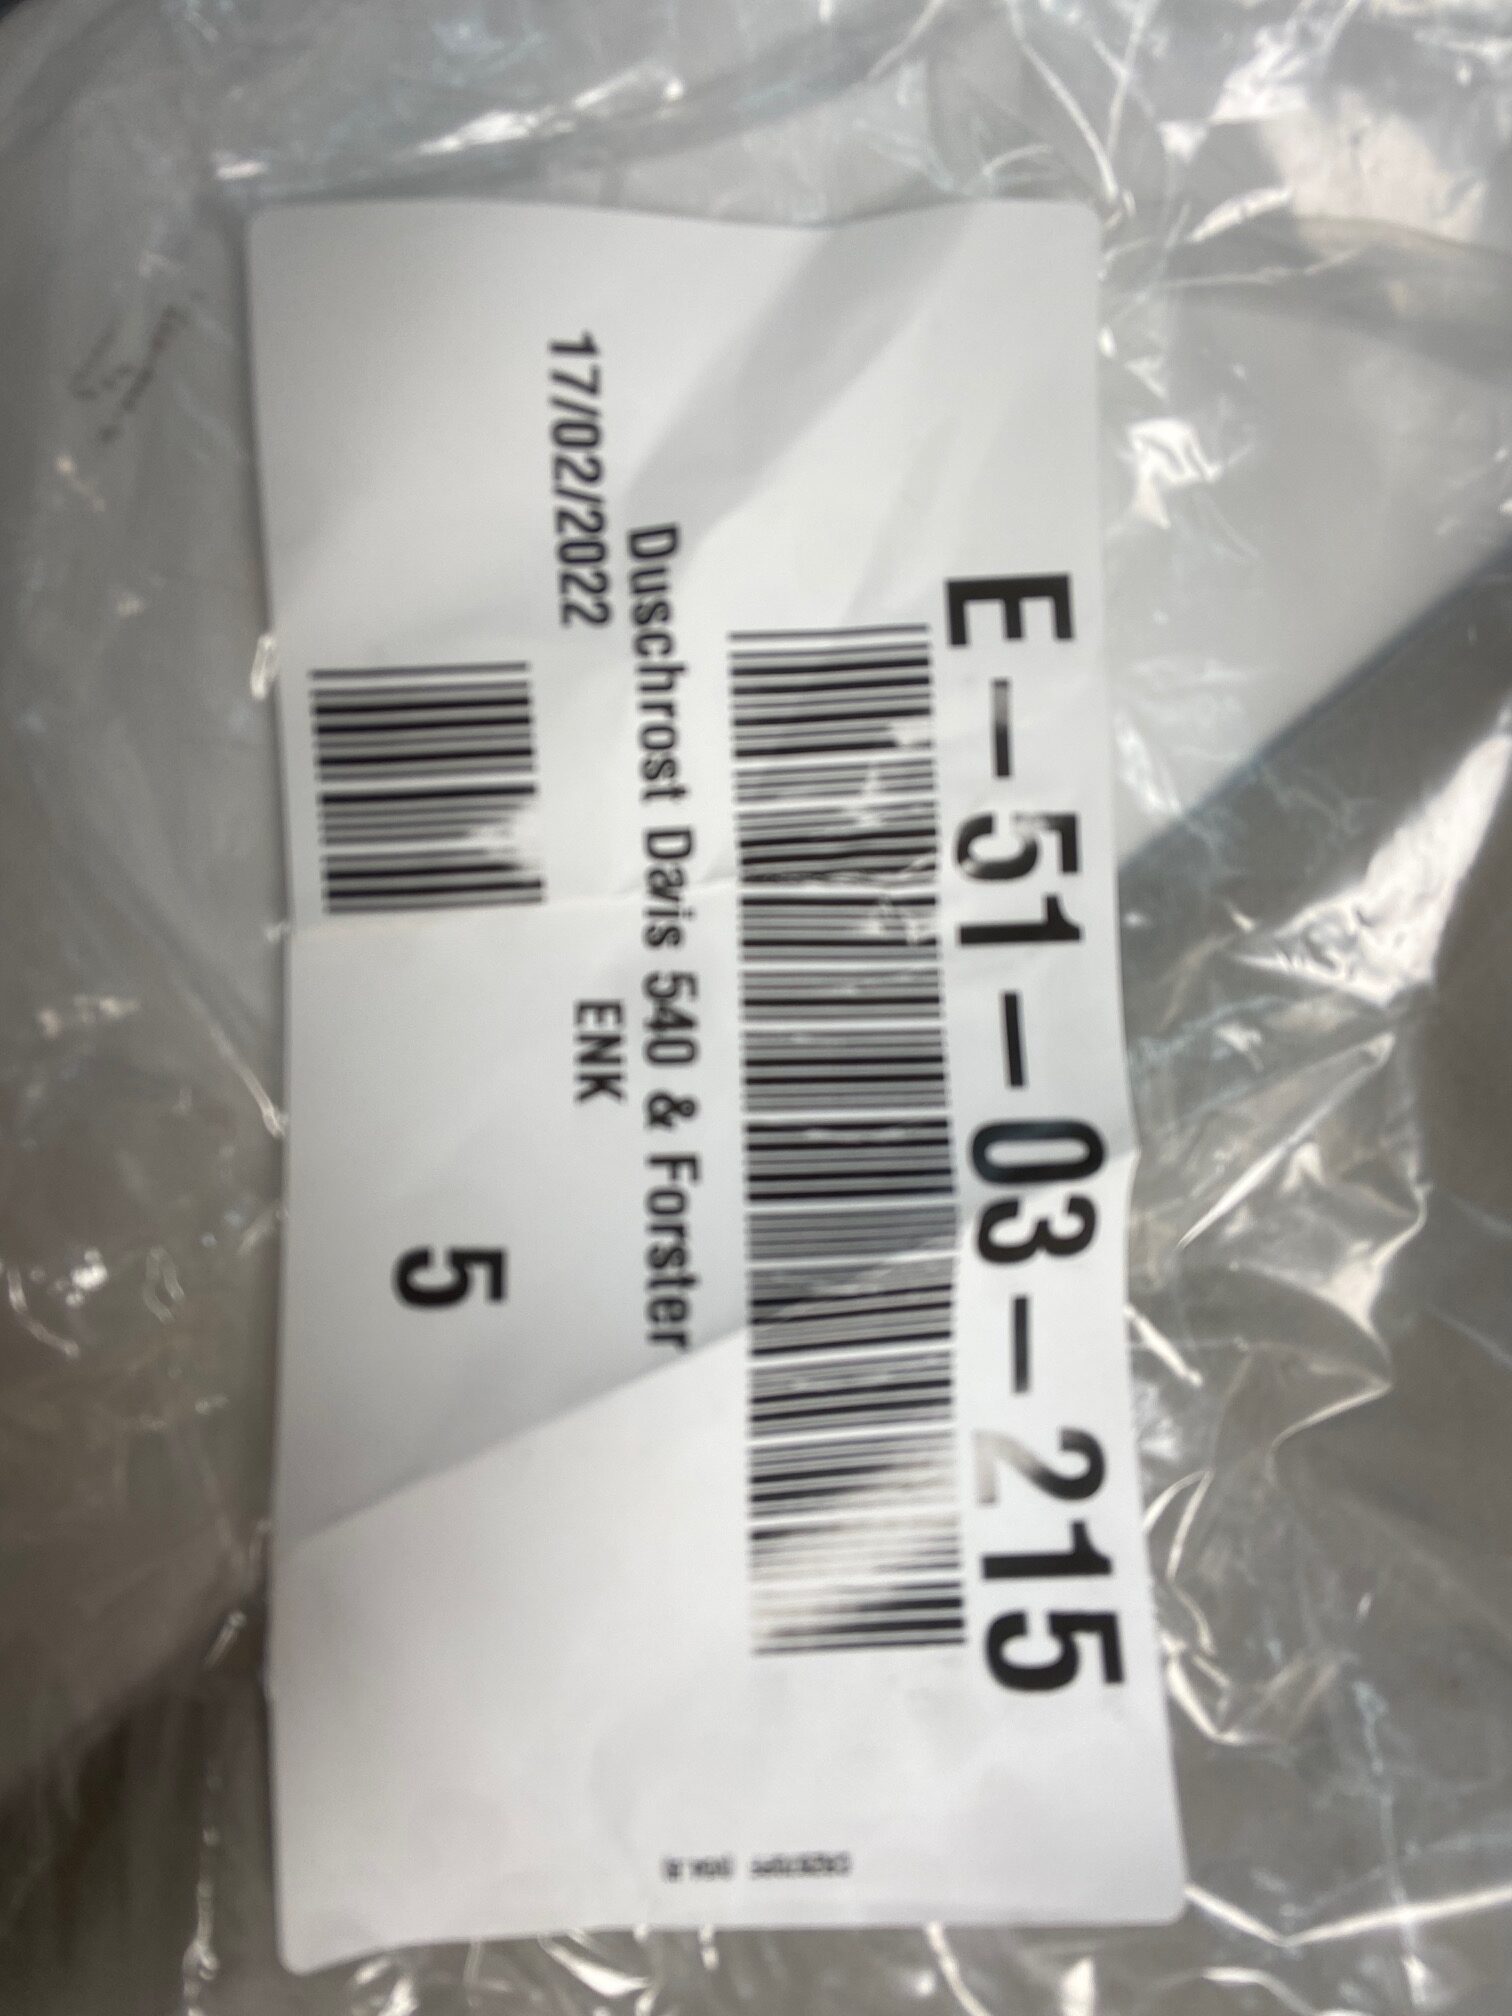 E-51-03-215
Duschrost Davis 540 & Forster
17/02/2022
ENK
5